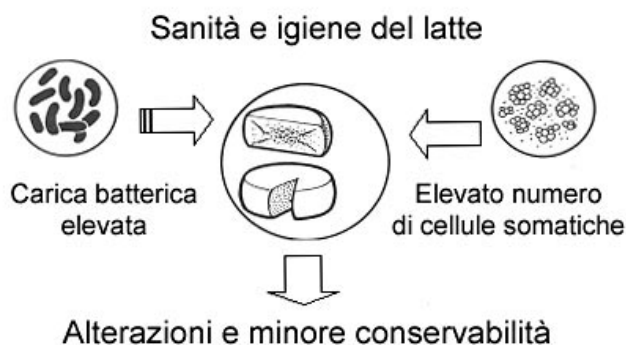 Sanità e igiene del latte
Carica batterica
elevata
Elevato numero
di cellule somatiche
Alterazioni e minore conservabilità